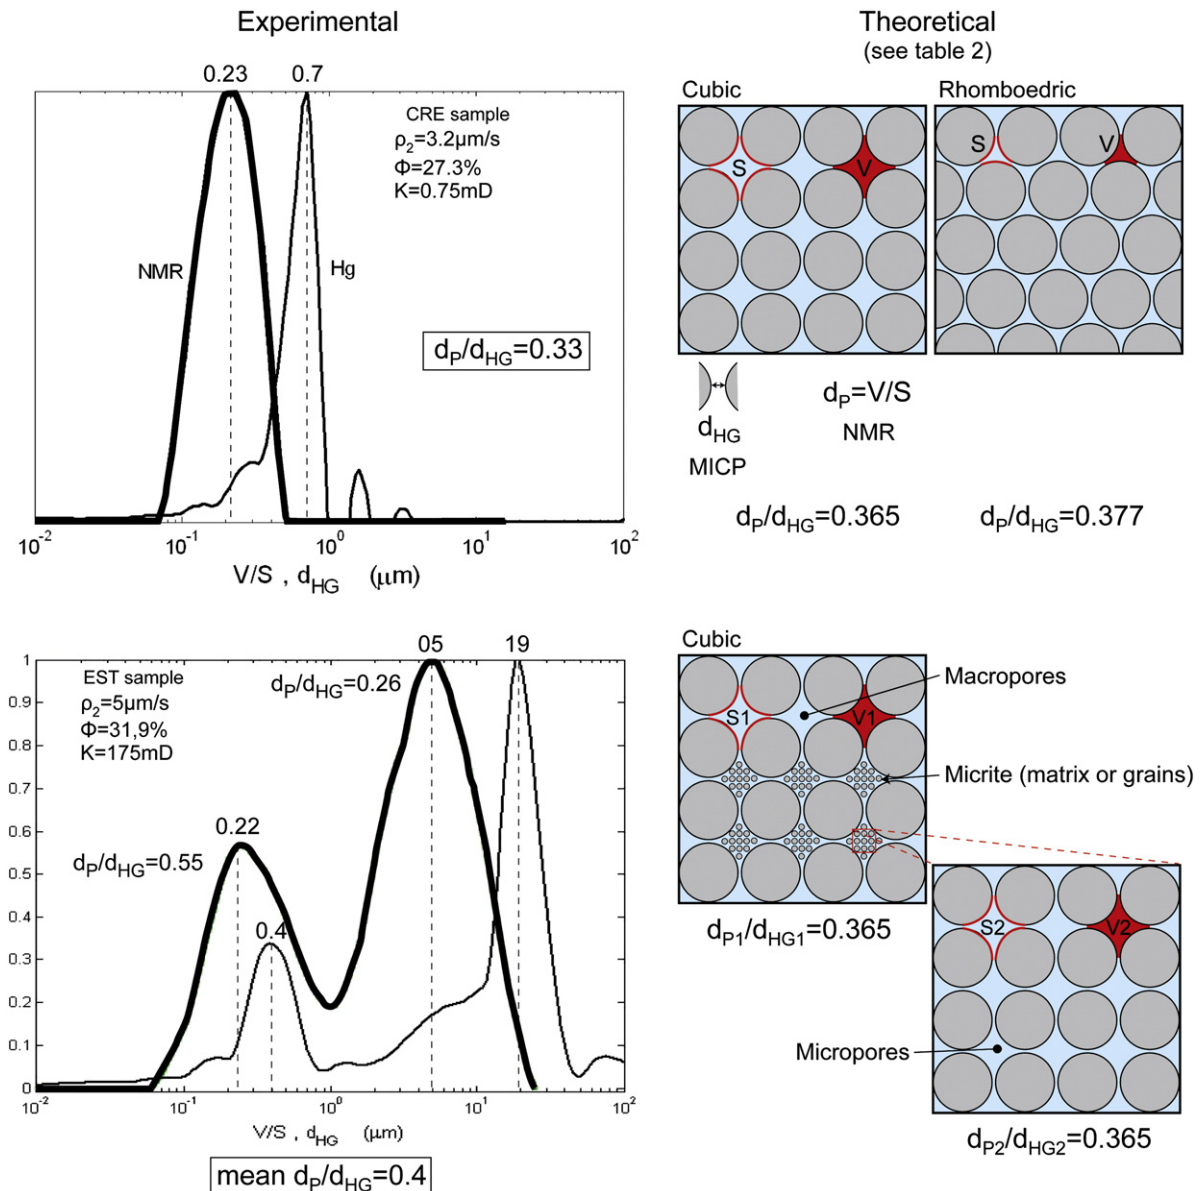 Experimental
Theoretical
(see table 2)
0.23
0.7
CRE sample
ρ₂=3.2µm/s
Φ=27.3%
K=0.75mD
NMR
Hg
dP/dHG=0.33
10⁻²
10⁻¹
10⁰
10¹
10²
V/S , dHG (µm)
Cubic
Rhomboedric
S
V
S
V
dHG
MICP
dP=V/S
NMR
dP/dHG=0.365
dP/dHG=0.377
05
19
EST sample
ρ₂=5µm/s
Φ=31,9%
K=175mD
dP/dHG=0.26
0.22
dP/dHG=0.55
0.4
1
0.9
0.8
0.7
0.6
0.5
0.4
0.3
0.2
0.1
0
10⁻²
10⁻¹
10⁰
10¹
10²
V/S , dHG (µm)
mean dP/dHG=0.4
Cubic
S1
V1
Macropores
Micrite (matrix or grains)
dP1/dHG1=0.365
S2
V2
Micropores
dP2/dHG2=0.365